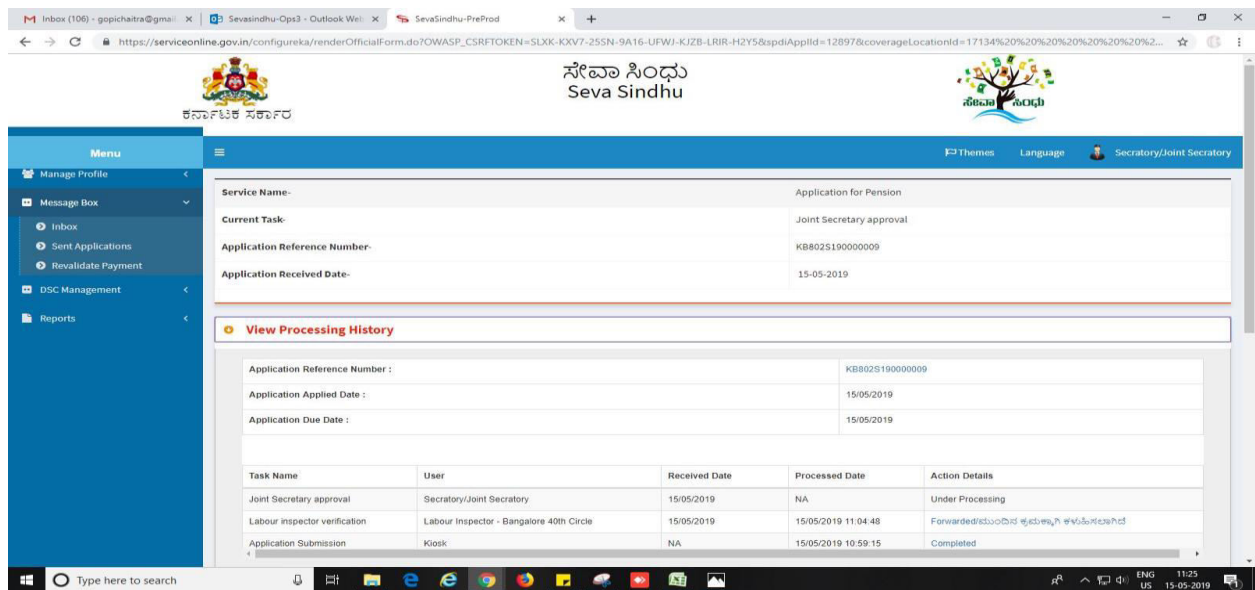 Inbox (106) - gopichaitra@gmail
Sevasindhu-Ops3 - Outlook Web
SevaSindhu-PreProd
https://serviceonline.gov.in/configureka/renderOfficialForm.do?OWASP_CSRFTOKEN=SLXK-KXV7-25SN-9A16-UFWJ-KJZB-LRIR-H2Y5&spdiApplId=12897&coverageLocationId=17134%20%20%20%20%20%20%20%2...
ಕರ್ನಾಟಕ ಸರ್ಕಾರ
ಸೇವಾ ಸಿಂಧು
Seva Sindhu
ಸೇವಾ ಸಿಂಧು
Menu
Themes Language Secratory/Joint Secratory
Manage Profile
Message Box
Inbox
Sent Applications
Revalidate Payment
DSC Management
Reports
Service Name- Application for Pension
Current Task- Joint Secretary approval
Application Reference Number- KB802S190000009
Application Received Date- 15-05-2019
View Processing History
Application Reference Number : KB802S190000009
Application Applied Date : 15/05/2019
Application Due Date : 15/05/2019
Task Name User Received Date Processed Date Action Details
Joint Secretary approval Secratory/Joint Secratory 15/05/2019 NA Under Processing
Labour inspector verification Labour Inspector - Bangalore 40th Circle 15/05/2019 15/05/2019 11:04:48 Forwarded/ಮುಂದಿನ ಕ್ರಮಕ್ಕಾಗಿ ಕಳುಹಿಸಲಾಗಿದೆ
Application Submission Kiosk NA 15/05/2019 10:59:15 Completed
Type here to search
ENG 11:25
US 15-05-2019